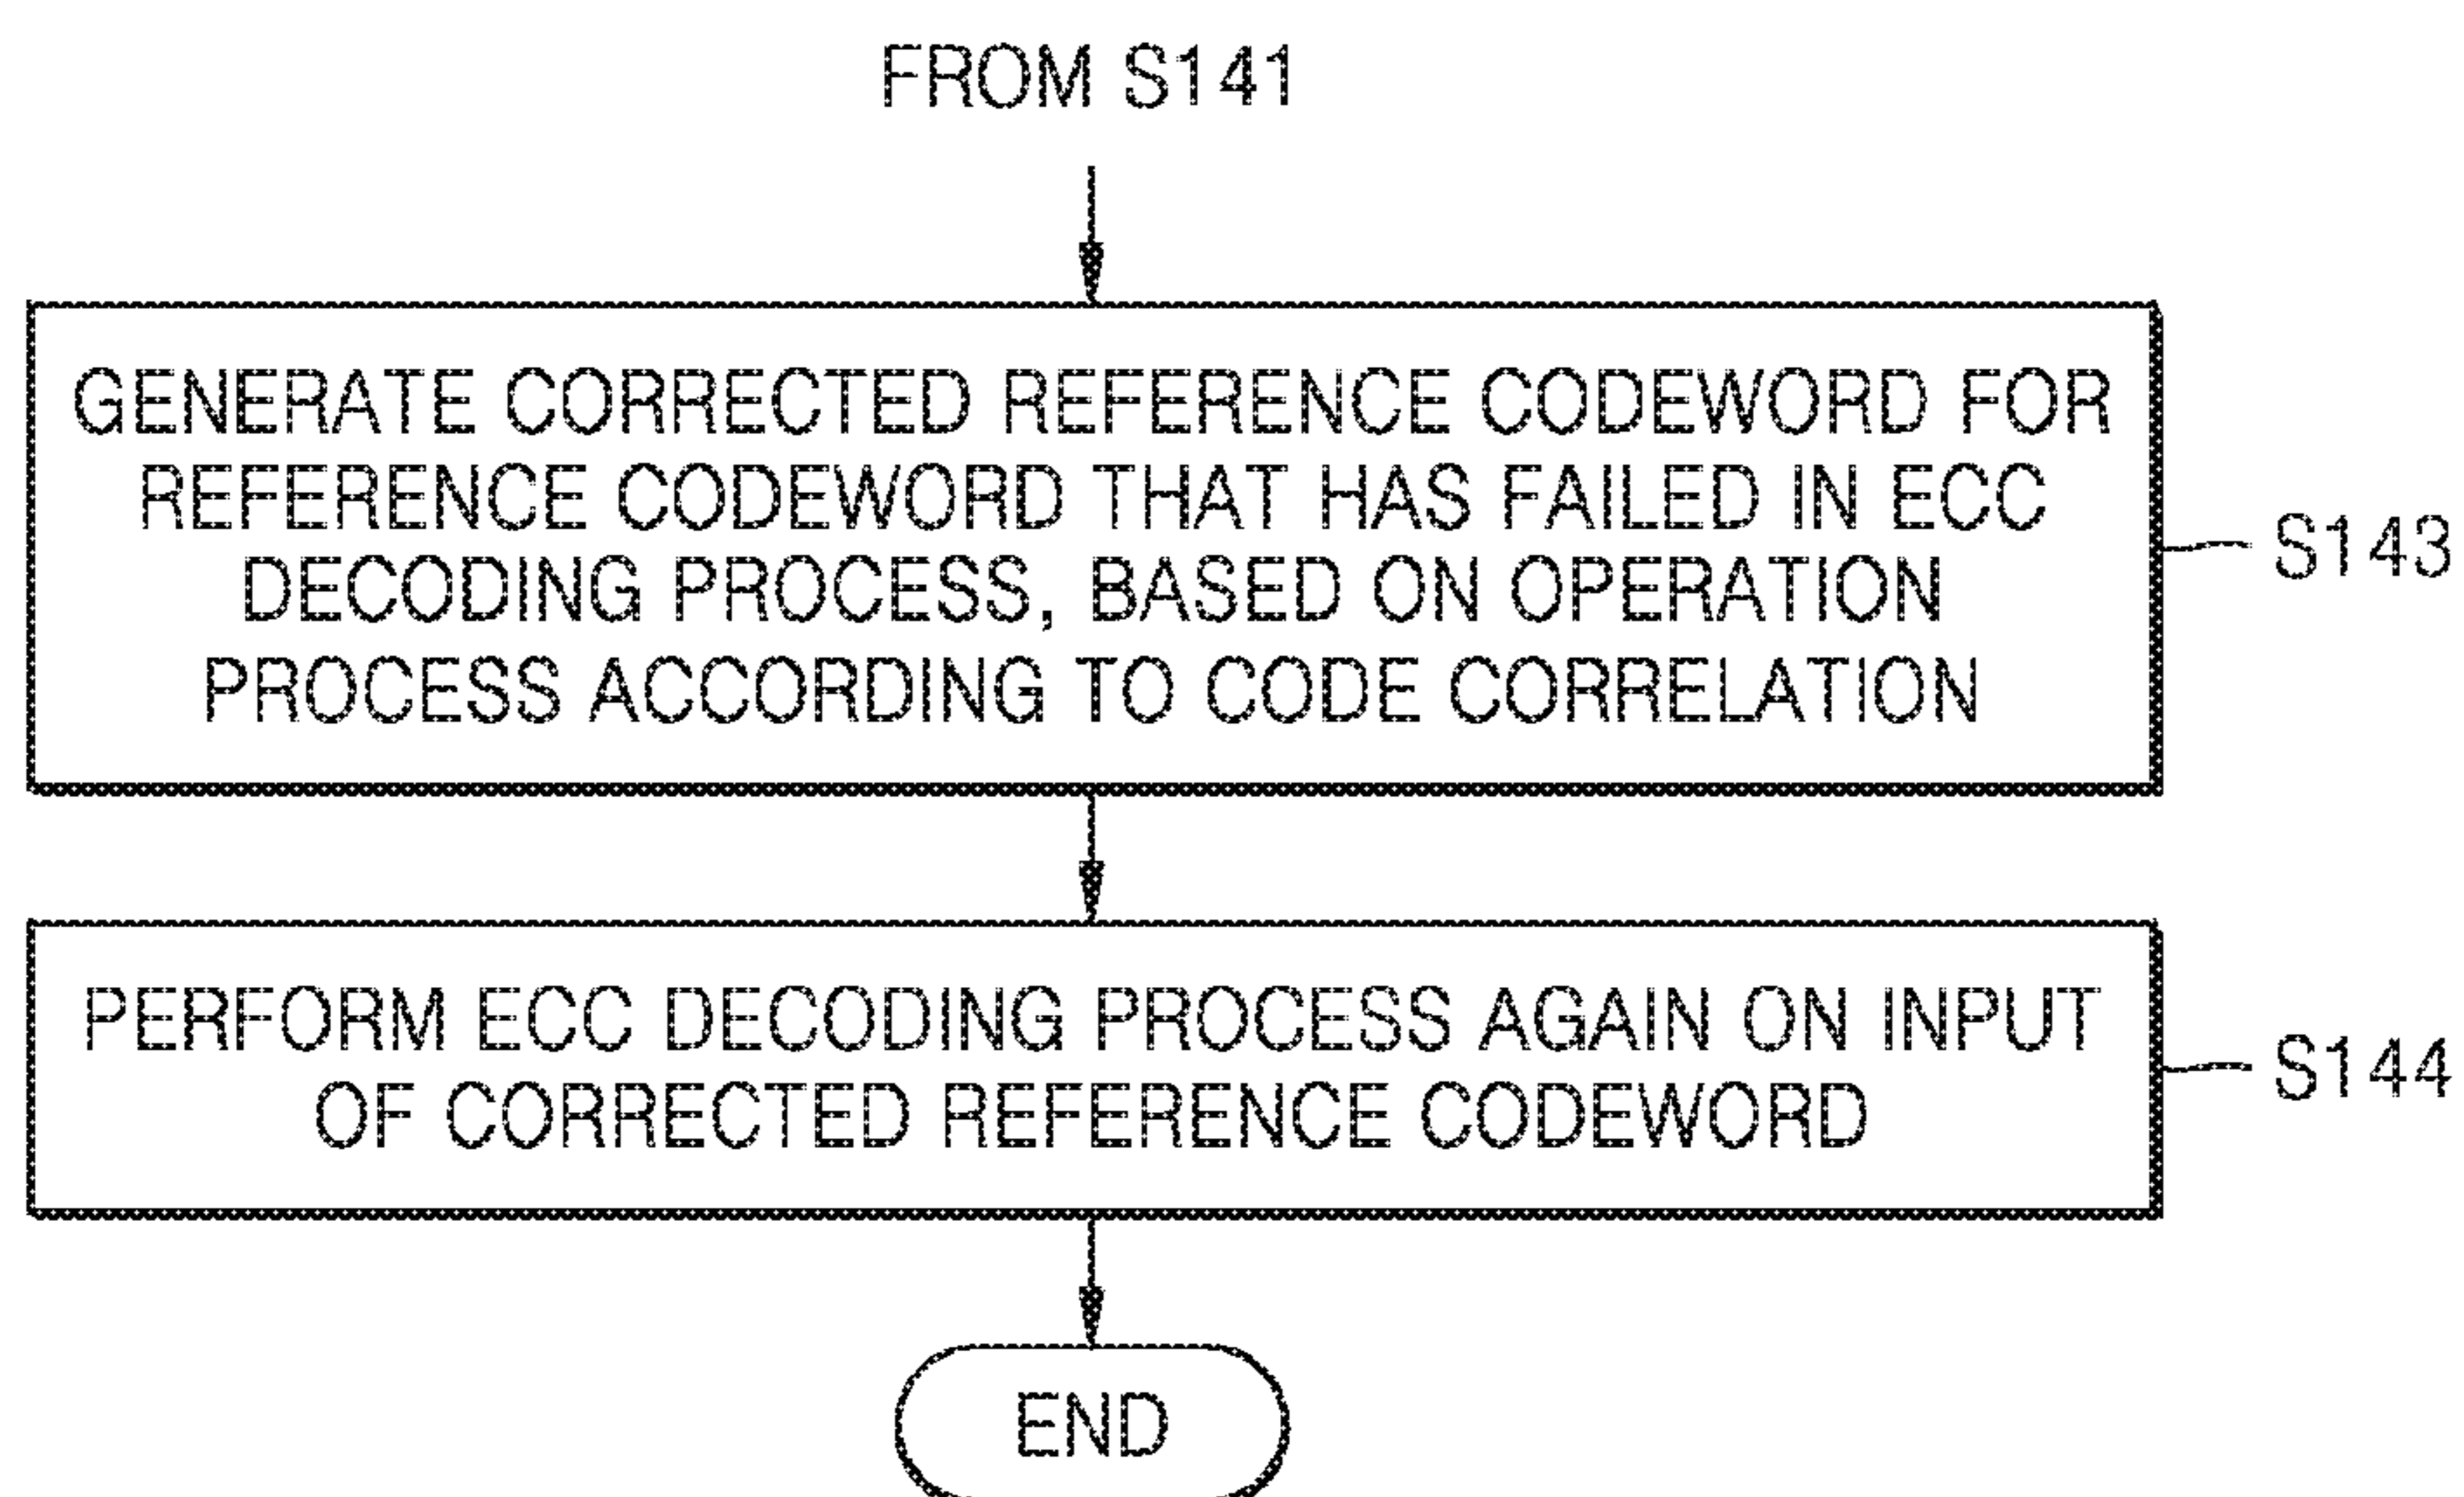 FROM S141
GENERATE CORRECTED REFERENCE CODEWORD FOR
REFERENCE CODEWORD THAT HAS FAILED IN ECC
DECODING PROCESS, BASED ON OPERATION
PROCESS ACCORDING TO CODE CORRELATION
S143
PERFORM ECC DECODING PROCESS AGAIN ON INPUT
OF CORRECTED REFERENCE CODEWORD
S144
END